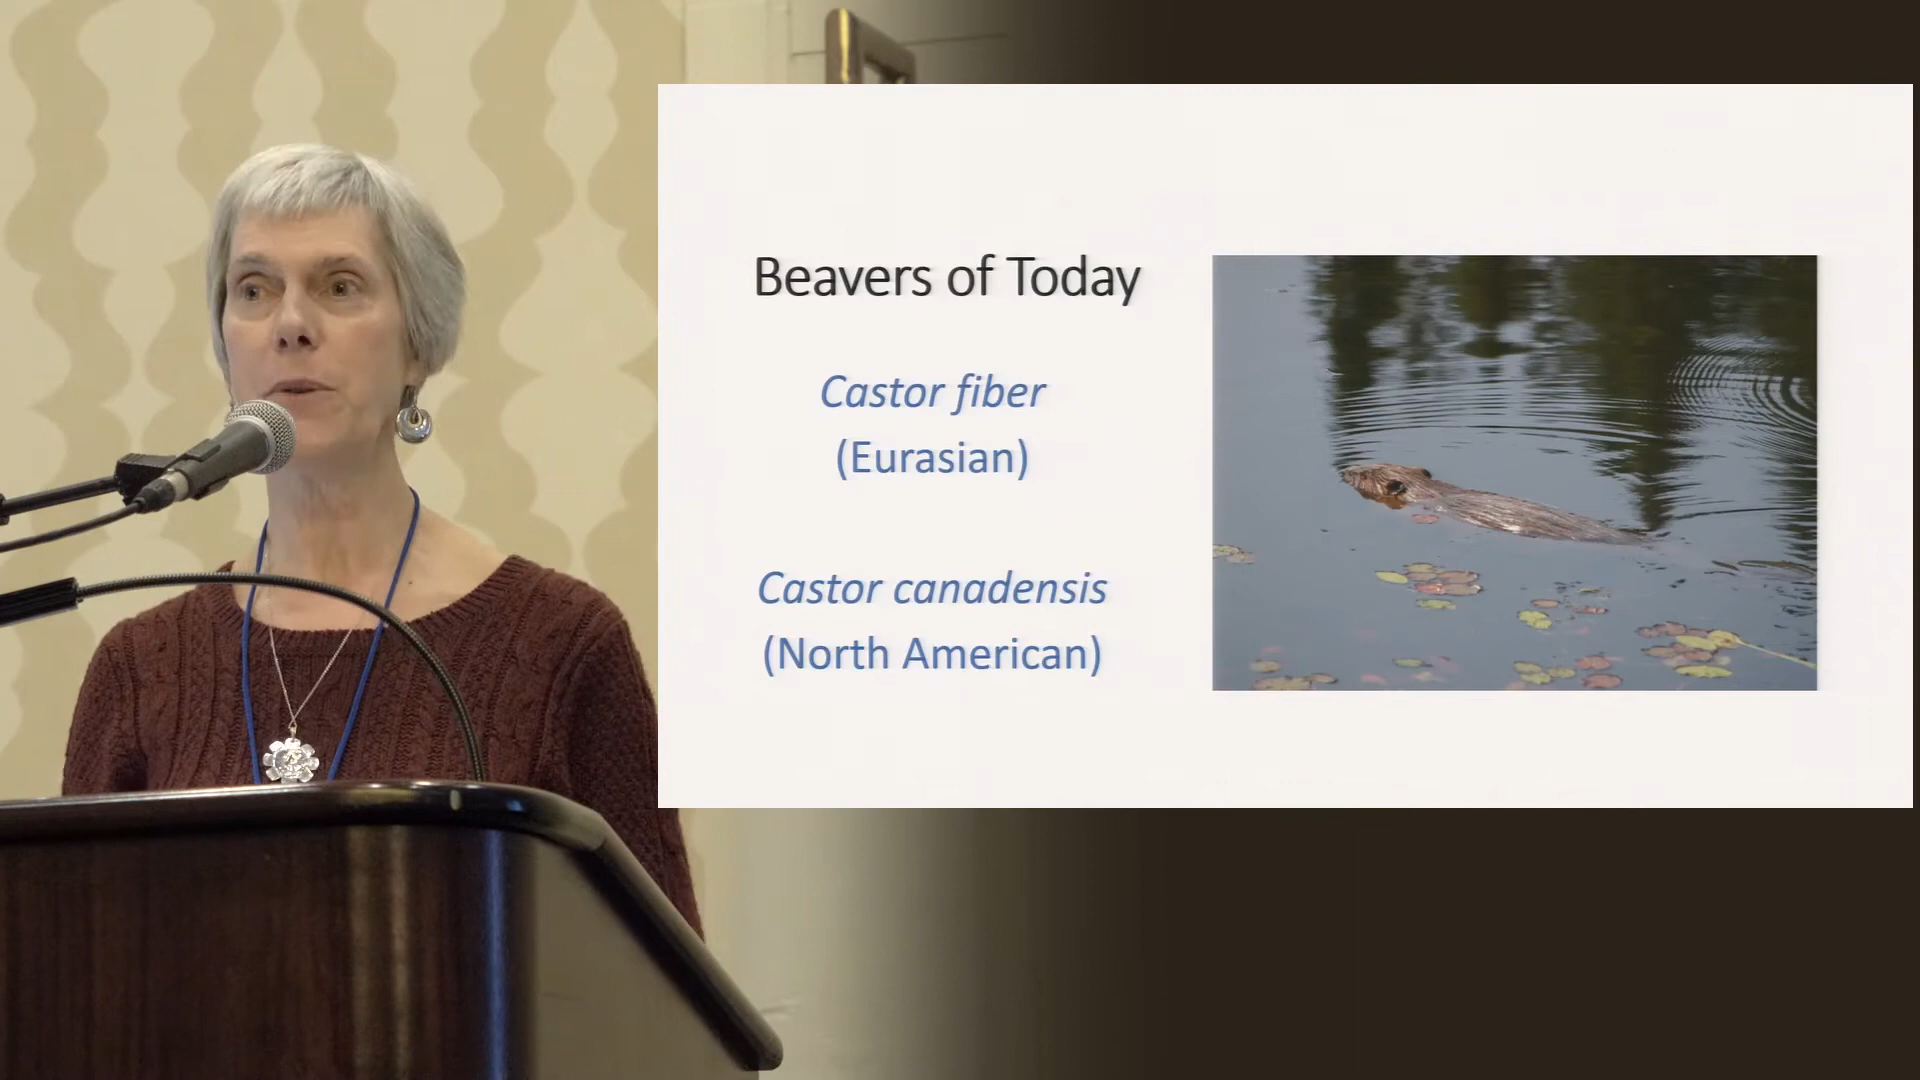 Beavers of Today
Castor fiber
(Eurasian)
Castor canadensis
(North American)